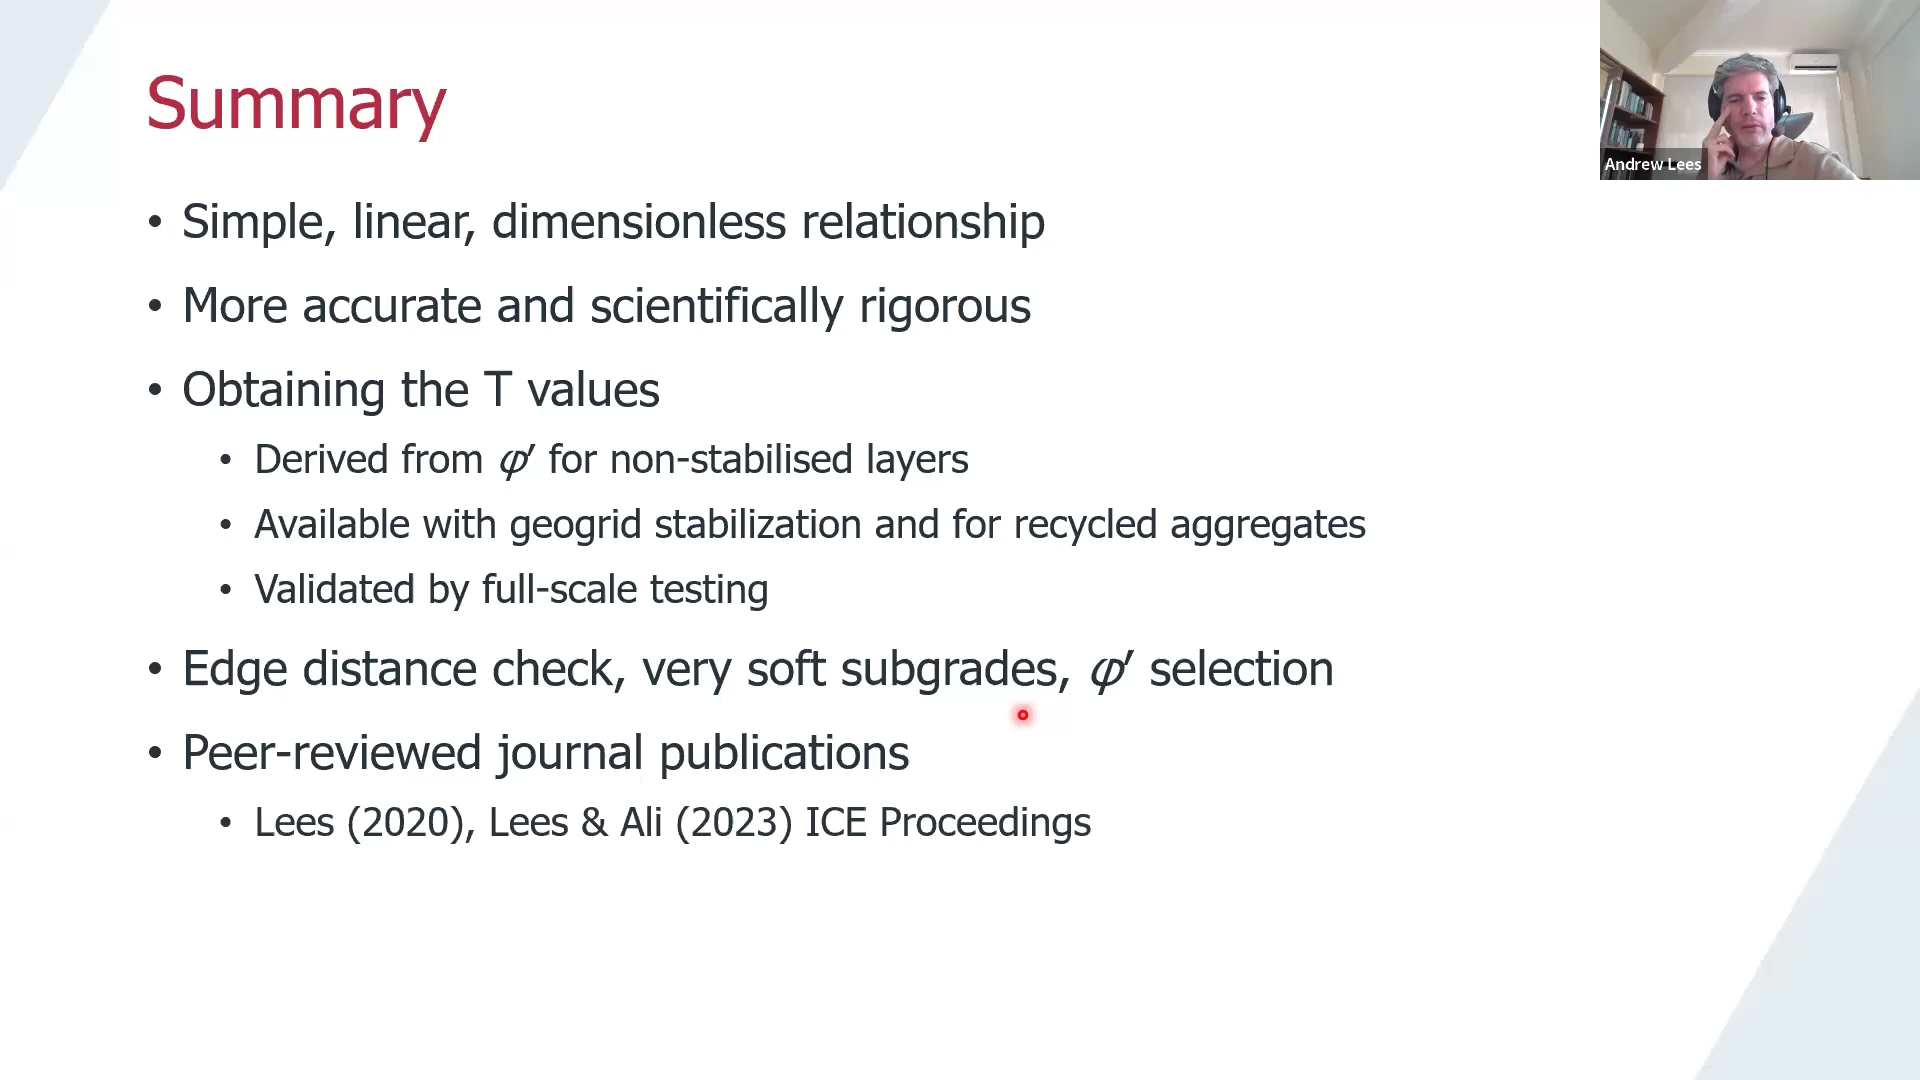 Summary
Andrew Lees
• Simple, linear, dimensionless relationship
• More accurate and scientifically rigorous
• Obtaining the T values
• Derived from φ′ for non-stabilised layers
• Available with geogrid stabilization and for recycled aggregates
• Validated by full-scale testing
• Edge distance check, very soft subgrades, φ′ selection
• Peer-reviewed journal publications
• Lees (2020), Lees & Ali (2023) ICE Proceedings